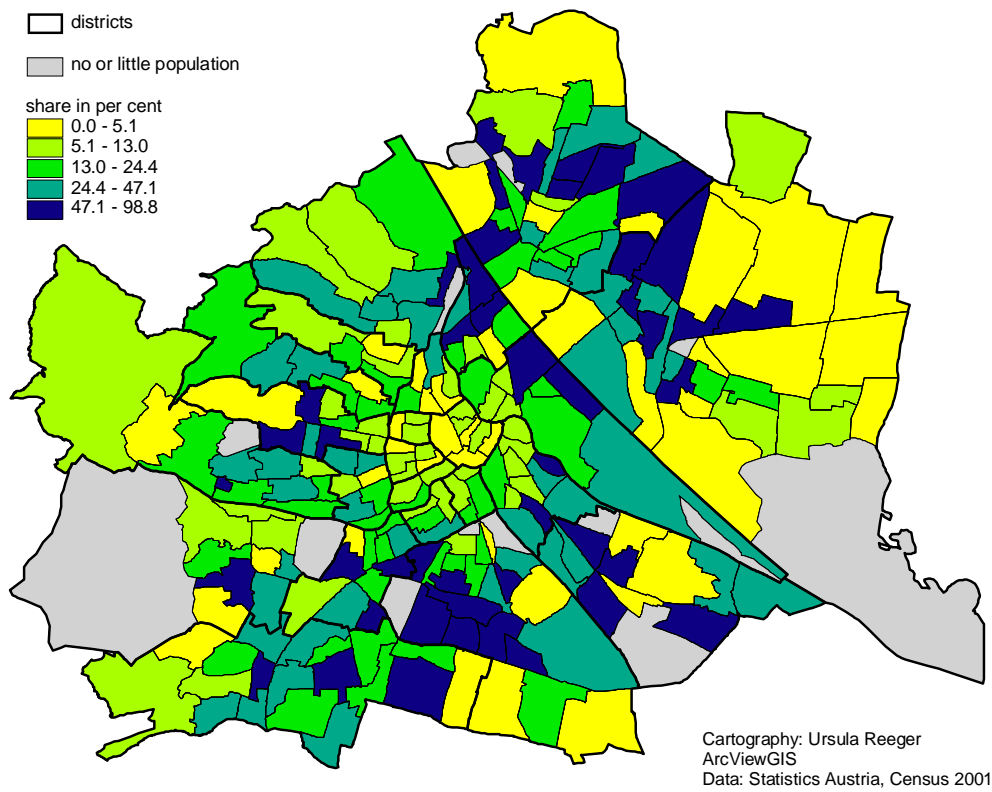 districts
no or little population
share in per cent
0.0 - 5.1
5.1 - 13.0
13.0 - 24.4
24.4 - 47.1
47.1 - 98.8
Cartography: Ursula Reeger
ArcViewGIS
Data: Statistics Austria, Census 2001